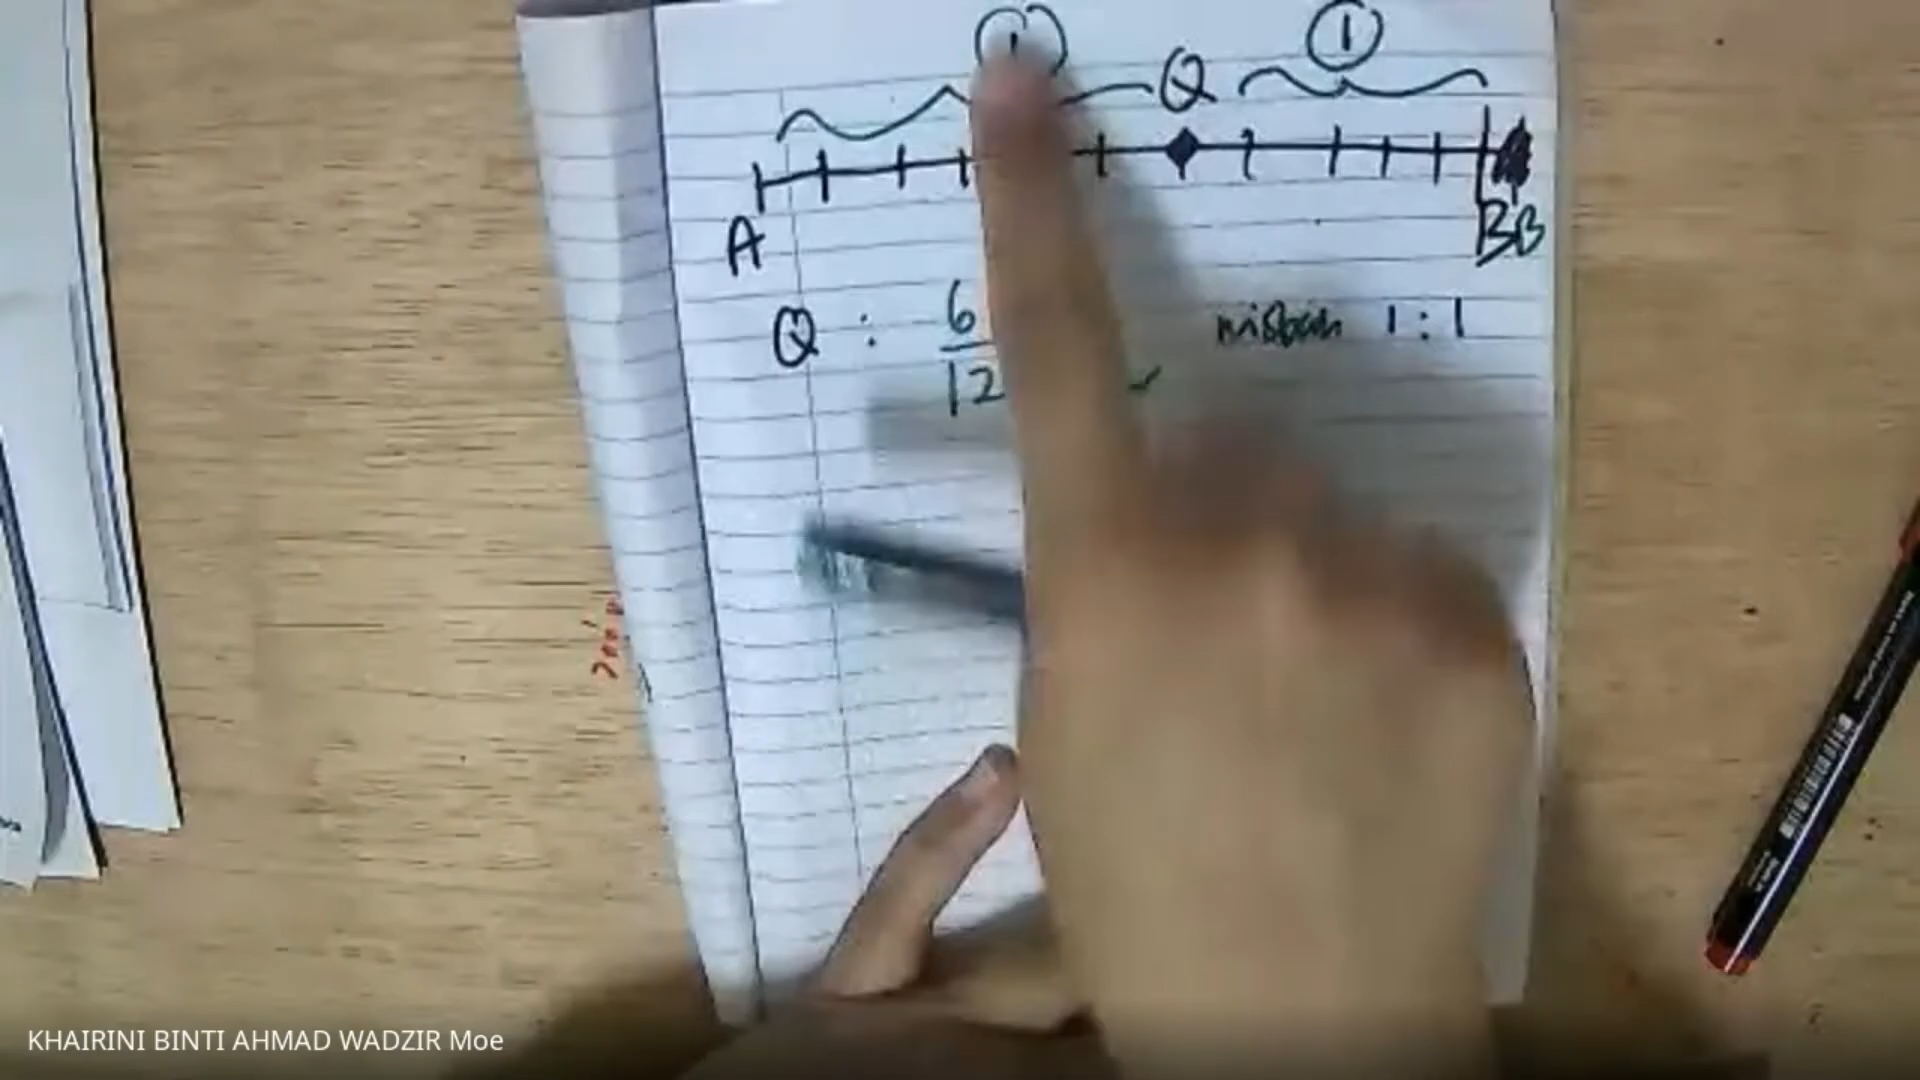 1 1
Q
A B B
Q : 6 nisbah 1 : 1
12
KHAIRINI BINTI AHMAD WADZIR Moe